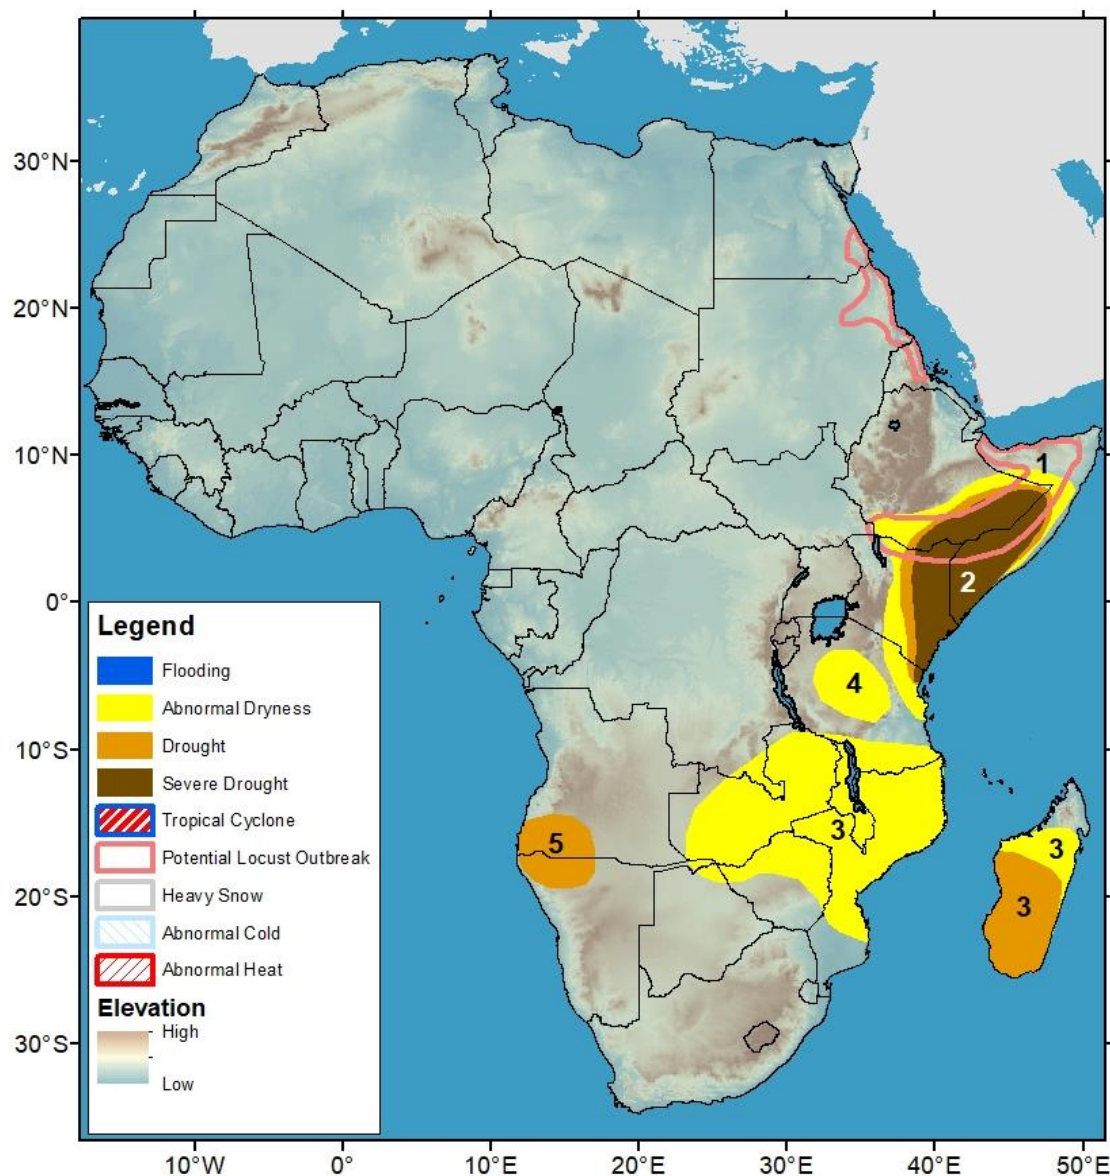 30°N
20°N
10°N
0°
10°S
20°S
30°S
1
2
4
3
5
3
3
Legend
Flooding
Abnormal Dryness
Drought
Severe Drought
Tropical Cyclone
Potential Locust Outbreak
Heavy Snow
Abnormal Cold
Abnormal Heat
Elevation
High
Low
10°W 0° 10°E 20°E 30°E 40°E 50°E